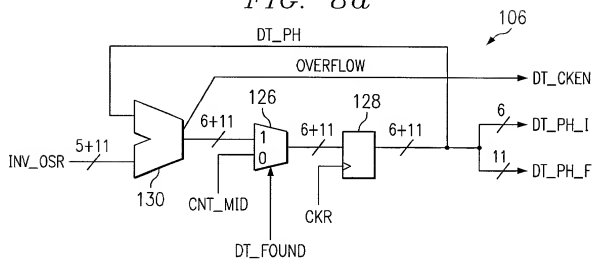 FIG. 8a
DT_PH
106
OVERFLOW
DT_CKEN
126
128
6+11
6+11
6+11
6
DT_PH_I
5+11
1
0
INV_OSR
11
DT_PH_F
130
CNT_MID
CKR
DT_FOUND